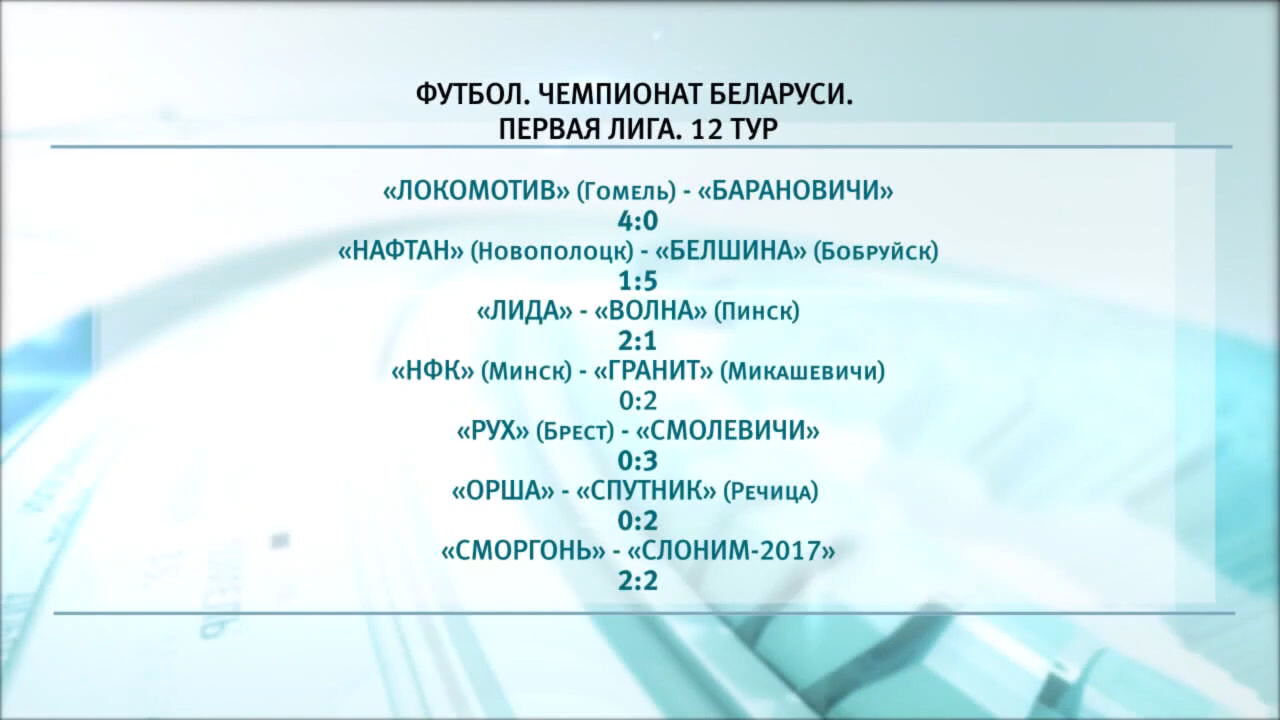 ФУТБОЛ. ЧЕМПИОНАТ БЕЛАРУСИ.
ПЕРВАЯ ЛИГА. 12 ТУР
«ЛОКОМОТИВ» (Гомель) - «БАРАНОВИЧИ»
4:0
«НАФТАН» (Новополоцк) - «БЕЛШИНА» (Бобруйск)
1:5
«ЛИДА» - «ВОЛНА» (Пинск)
2:1
«НФК» (Минск) - «ГРАНИТ» (Микашевичи)
0:2
«РУХ» (Брест) - «СМОЛЕВИЧИ»
0:3
«ОРША» - «СПУТНИК» (Речица)
0:2
«СМОРГОНЬ» - «СЛОНИМ-2017»
2:2